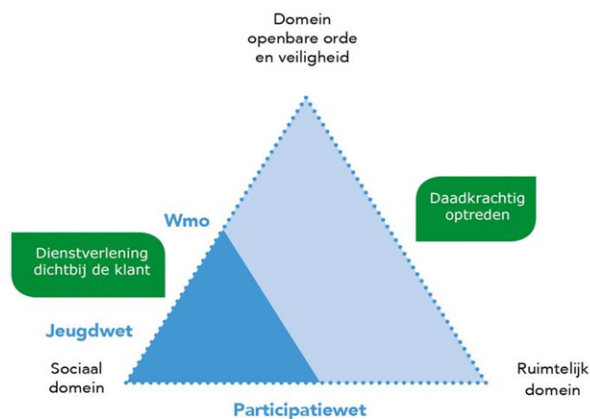 Domein
openbare orde
en veiligheid
Daadkrachtig
optreden
Wmo
Dienstverlening
dichtbij de klant
Jeugdwet
Sociaal
domein
Ruimtelijk
domein
Participatiewet